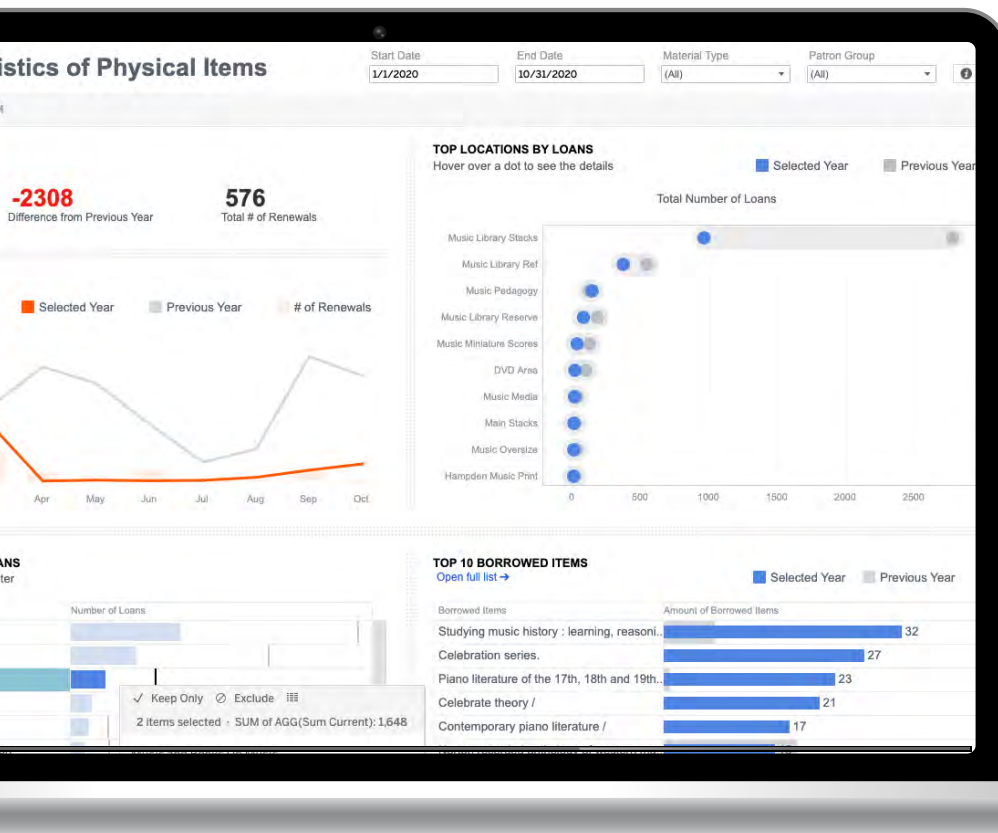 istics of Physical Items
Start Date
End Date
Material Type
Patron Group
1/1/2020
10/31/2020
(All)
(All)
-2308
Difference from Previous Year
576
Total # of Renewals
Selected Year
Previous Year
# of Renewals
Apr May Jun Jul Aug Sep Oct
TOP LOCATIONS BY LOANS
Hover over a dot to see the details
Selected Year
Previous Year
Total Number of Loans
Music Library Stacks
Music Library Ref
Music Pedagogy
Music Library Reserve
Music Miniature Scores
DVD Area
Music Media
Main Stacks
Music Oversize
Hampden Music Print
0 500 1000 1500 2000 2500
ANS
ter
Number of Loans
Keep Only Exclude
2 items selected · SUM of AGG(Sum Current): 1,648
TOP 10 BORROWED ITEMS
Open full list →
Selected Year
Previous Year
Borrowed Items
Amount of Borrowed Items
Studying music history : learning, reasoni.. 32
Celebration series. 27
Piano literature of the 17th, 18th and 19th.. 23
Celebrate theory / 21
Contemporary piano literature / 17